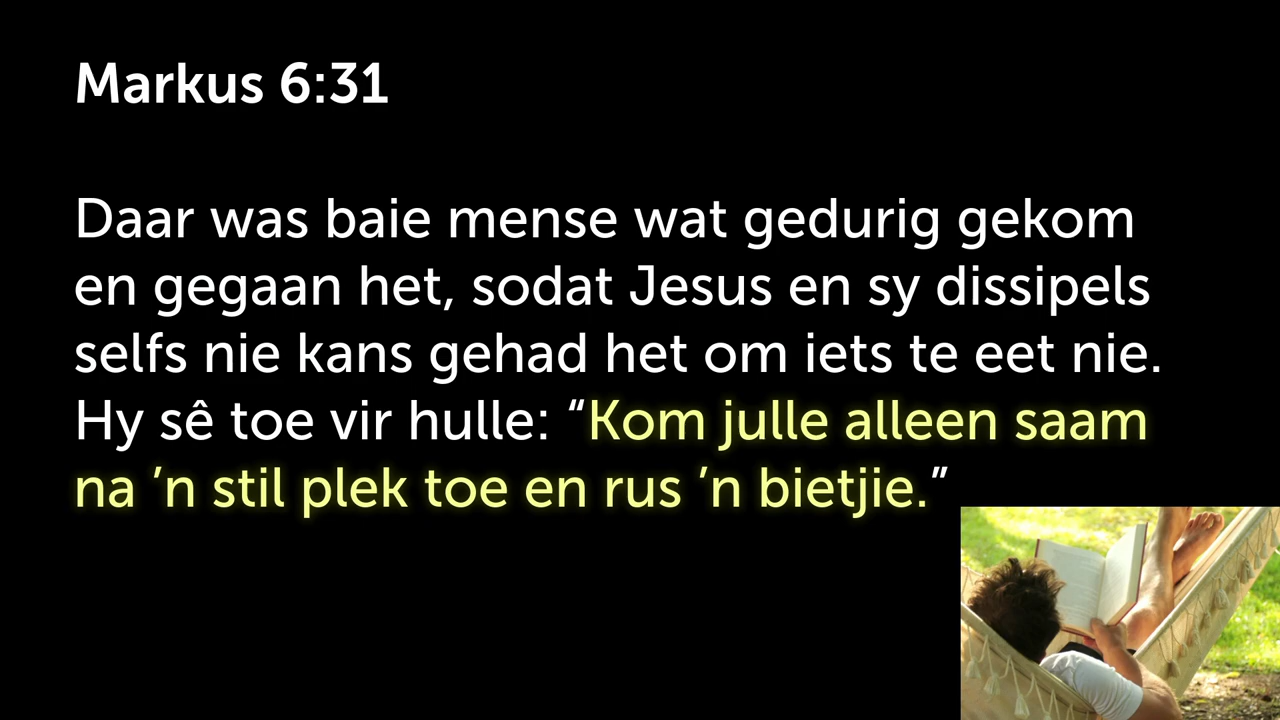 Markus 6:31
Daar was baie mense wat gedurig gekom
en gegaan het, sodat Jesus en sy dissipels
selfs nie kans gehad het om iets te eet nie.
Hy sê toe vir hulle: “Kom julle alleen saam
na ’n stil plek toe en rus ’n bietjie.”